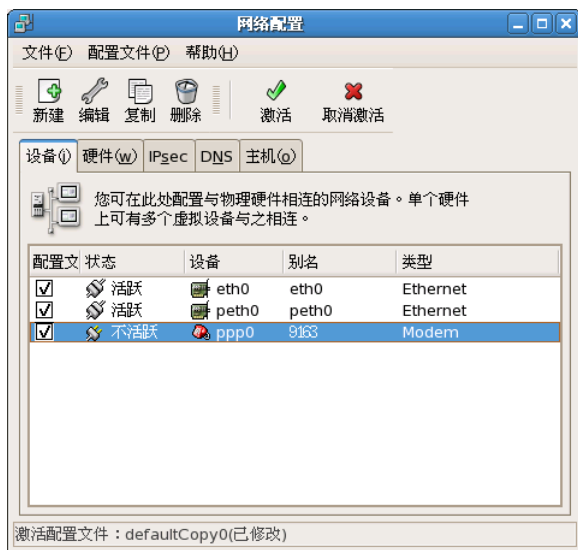 网络配置
文件(F) 配置文件(P) 帮助(H)
新建 编辑 复制 删除 激活 取消激活
设备(i) 硬件(w) IPsec DNS 主机(o)
您可在此处配置与物理硬件相连的网络设备。单个硬件
上可有多个虚拟设备与之相连。
配置文 状态 设备 别名 类型
活跃 eth0 eth0 Ethernet
活跃 peth0 peth0 Ethernet
不活跃 ppp0 9163 Modem
激活配置文件：defaultCopy0(已修改)